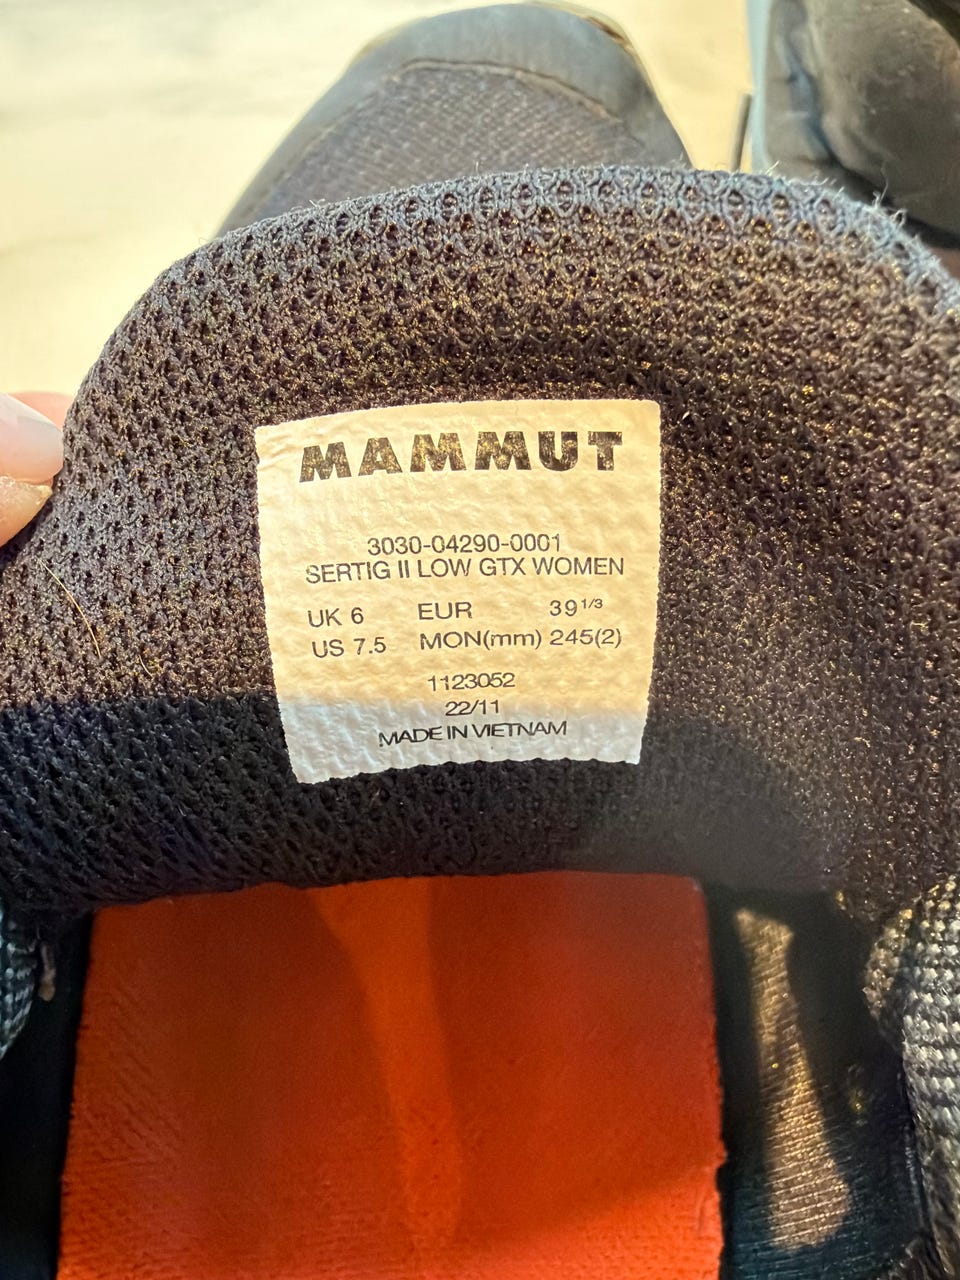 MAMMUT
3030-04290-0001
SERTIG II LOW GTX WOMEN
UK 6 EUR 39 1/3
US 7.5 MON(mm) 245(2)
1123052
22/11
MADE IN VIETNAM